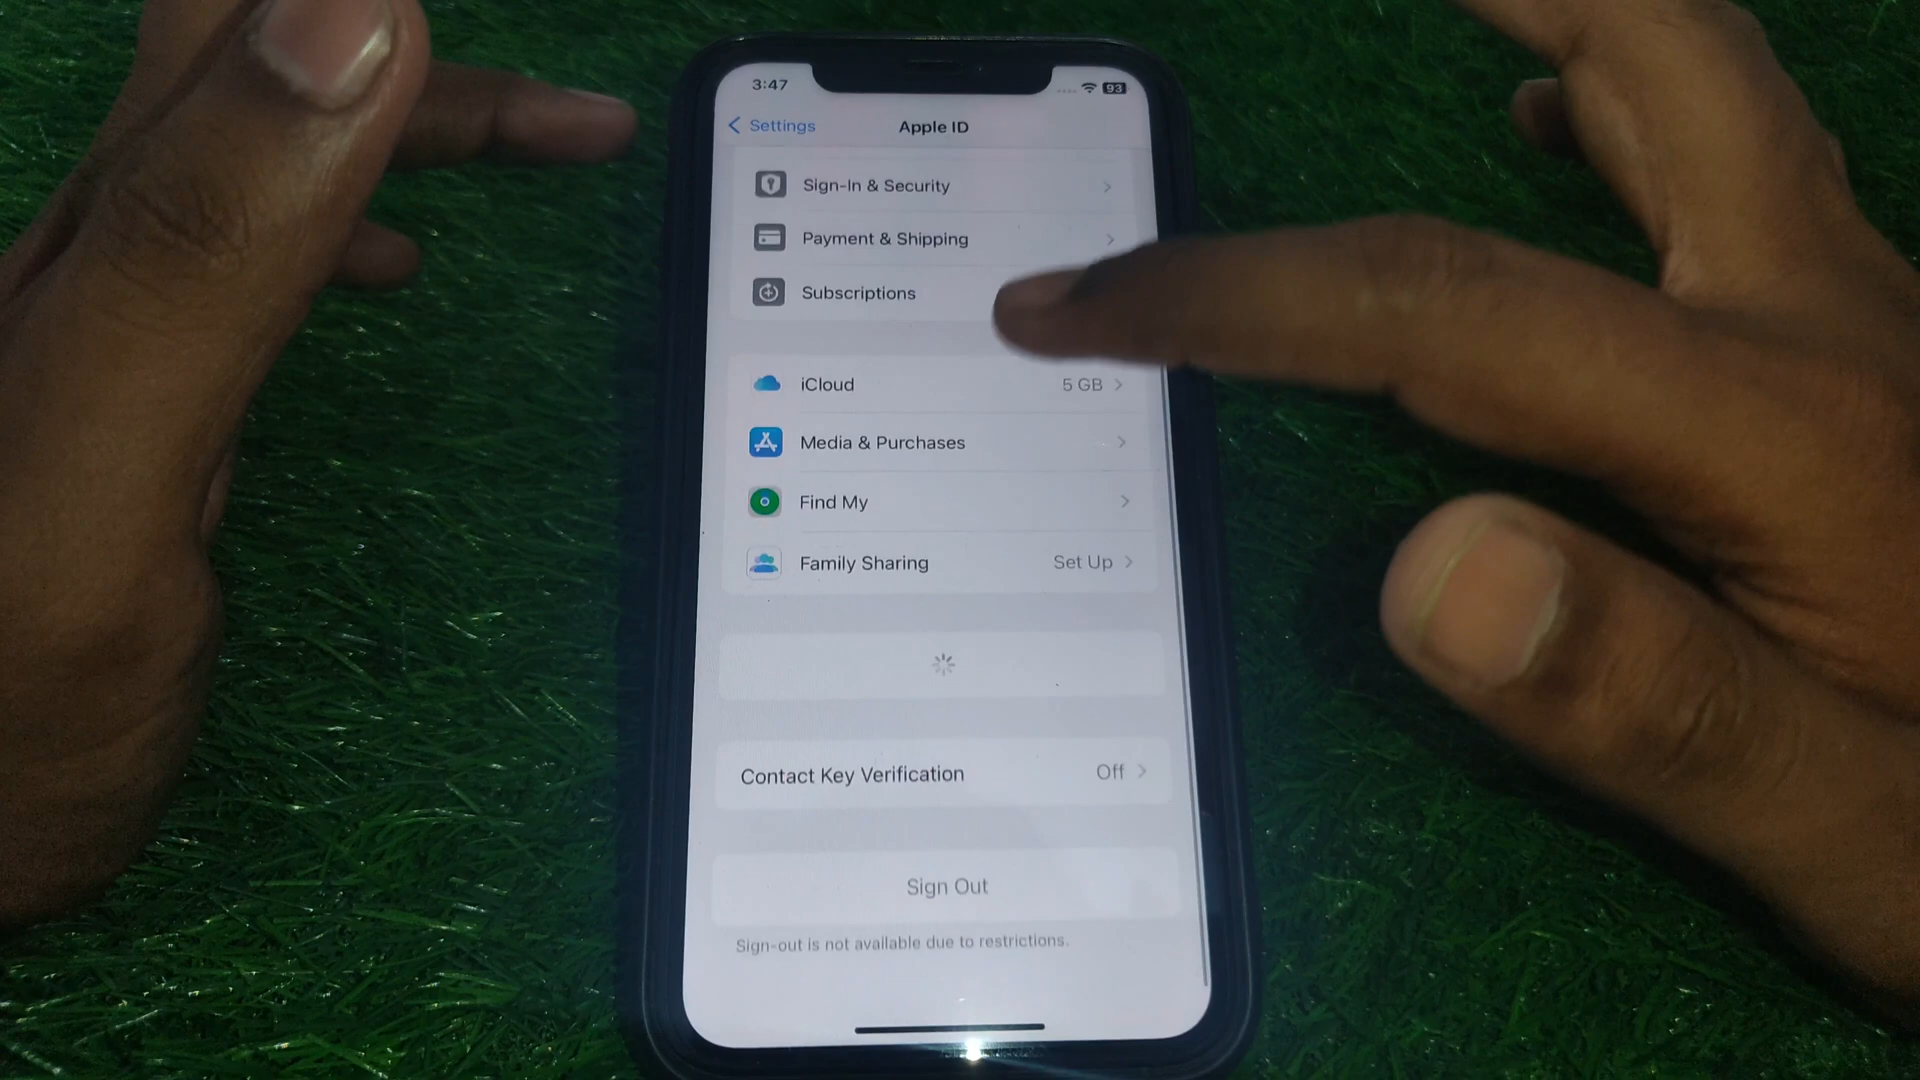 3:47
93
Settings
Apple ID
Sign-In & Security
Payment & Shipping
Subscriptions
iCloud 5 GB
Media & Purchases
Find My
Family Sharing Set Up
Contact Key Verification Off
Sign Out
Sign-out is not available due to restrictions.